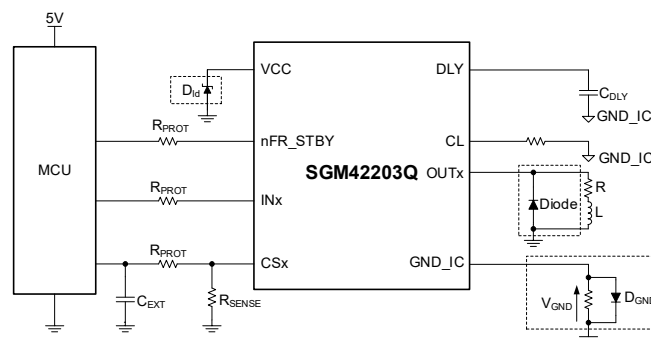 5V
MCU
R_PROT
R_PROT
R_PROT
C_EXT
R_SENSE
D_ld
VCC
nFR_STBY
INx
CSx
SGM42203Q
DLY
CL
OUTx
GND_IC
C_DLY
GND_IC
GND_IC
Diode
R
L
V_GND
D_GND